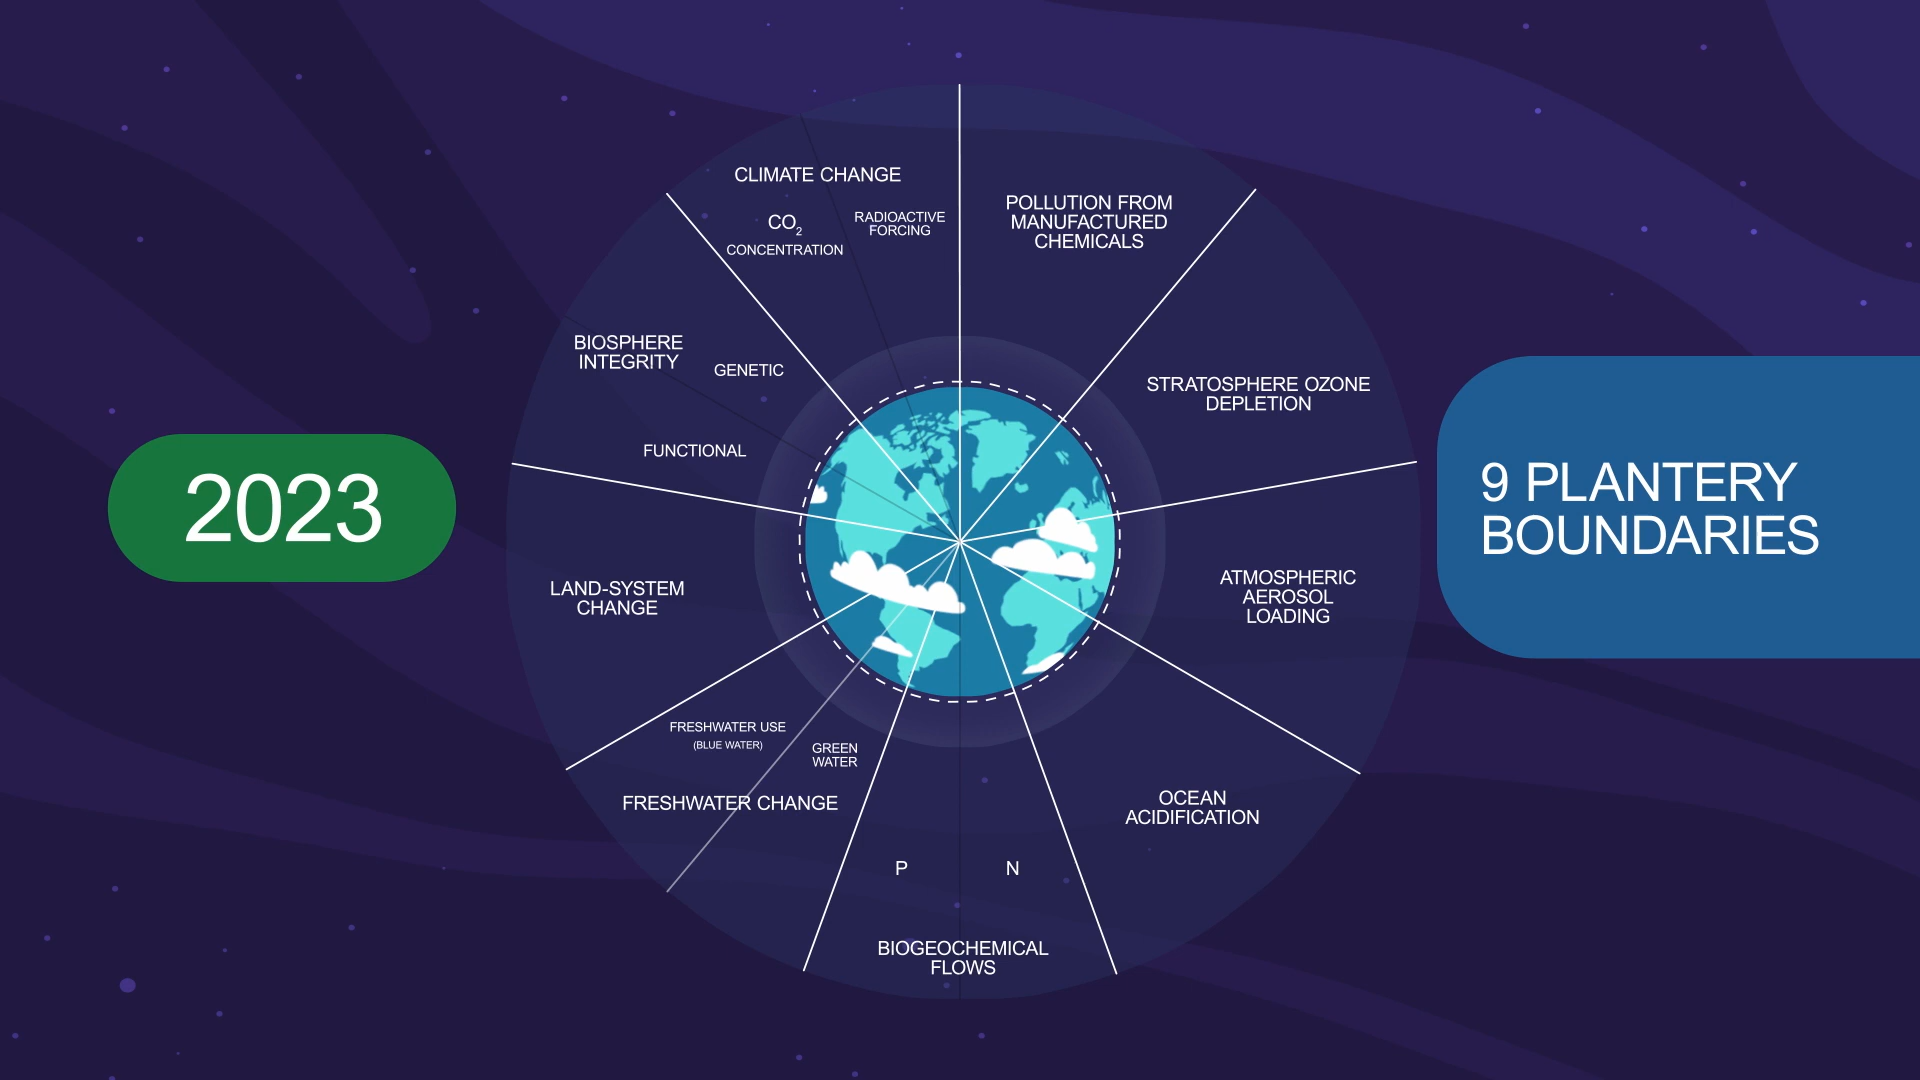 2023
CLIMATE CHANGE
CO₂
CONCENTRATION
RADIOACTIVE
FORCING
POLLUTION FROM
MANUFACTURED
CHEMICALS
BIOSPHERE
INTEGRITY
GENETIC
FUNCTIONAL
STRATOSPHERE OZONE
DEPLETION
LAND-SYSTEM
CHANGE
ATMOSPHERIC
AEROSOL
LOADING
FRESHWATER USE
(BLUE WATER)
GREEN
WATER
FRESHWATER CHANGE
OCEAN
ACIDIFICATION
P
N
BIOGEOCHEMICAL
FLOWS
9 PLANTERY
BOUNDARIES